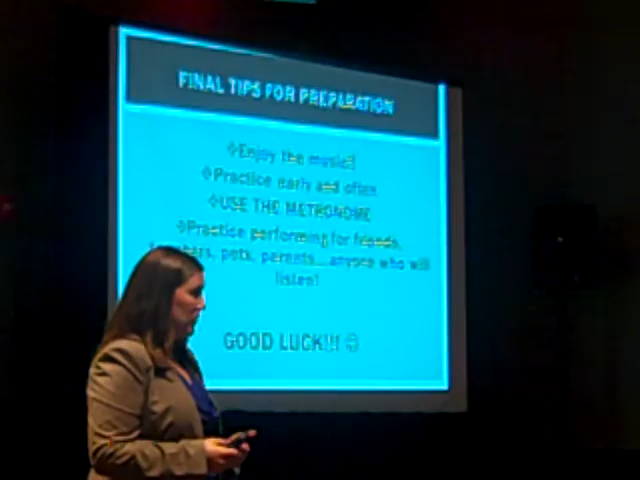 FINAL TIPS FOR PREPARATION
❖Enjoy the music!!
❖Practice early and often
❖USE THE METRONOME
❖Practice performing for friends,
pets, parents...anyone who will
listen!
GOOD LUCK!!! ☺